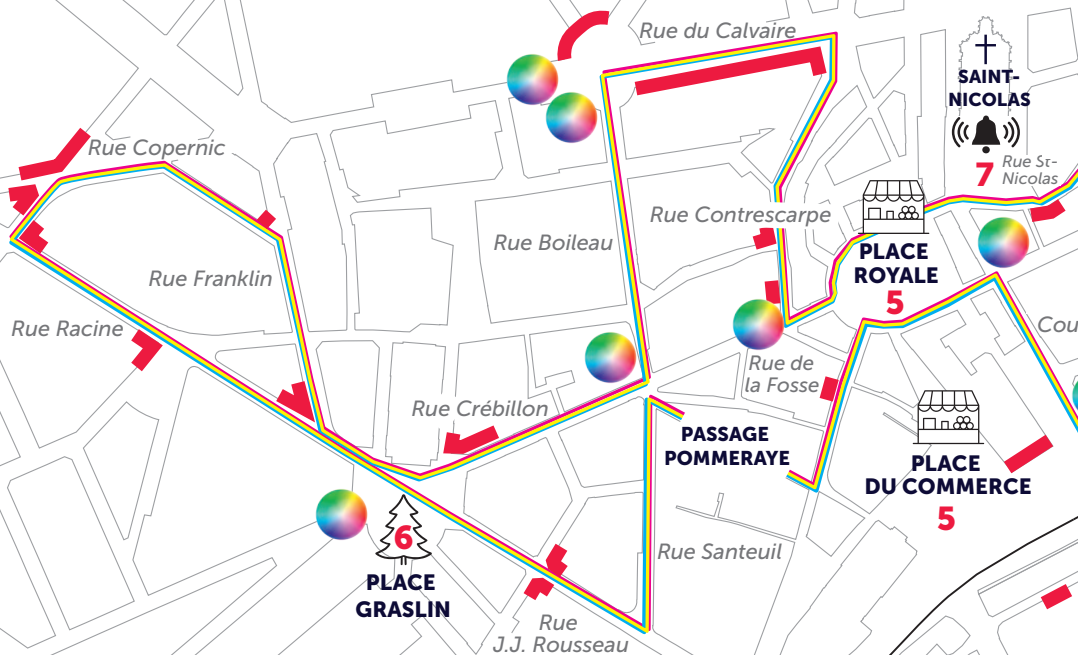 Rue du Calvaire
SAINT-
NICOLAS
7
Rue St-
Nicolas
Rue Copernic
Rue Contrescarpe
Rue Boileau
PLACE
ROYALE
5
Rue Franklin
Rue Racine
Cou
Rue de
la Fosse
Rue Crébillon
PASSAGE
POMMERAYE
PLACE
DU COMMERCE
5
6
PLACE
GRASLIN
Rue Santeuil
Rue
J.J. Rousseau